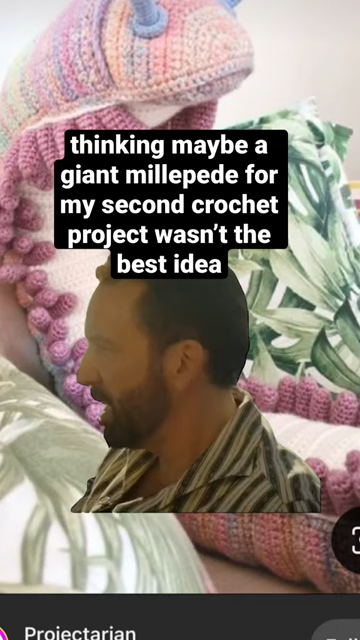 thinking maybe a
giant millepede for
my second crochet
project wasn't the
best idea
Projectarian